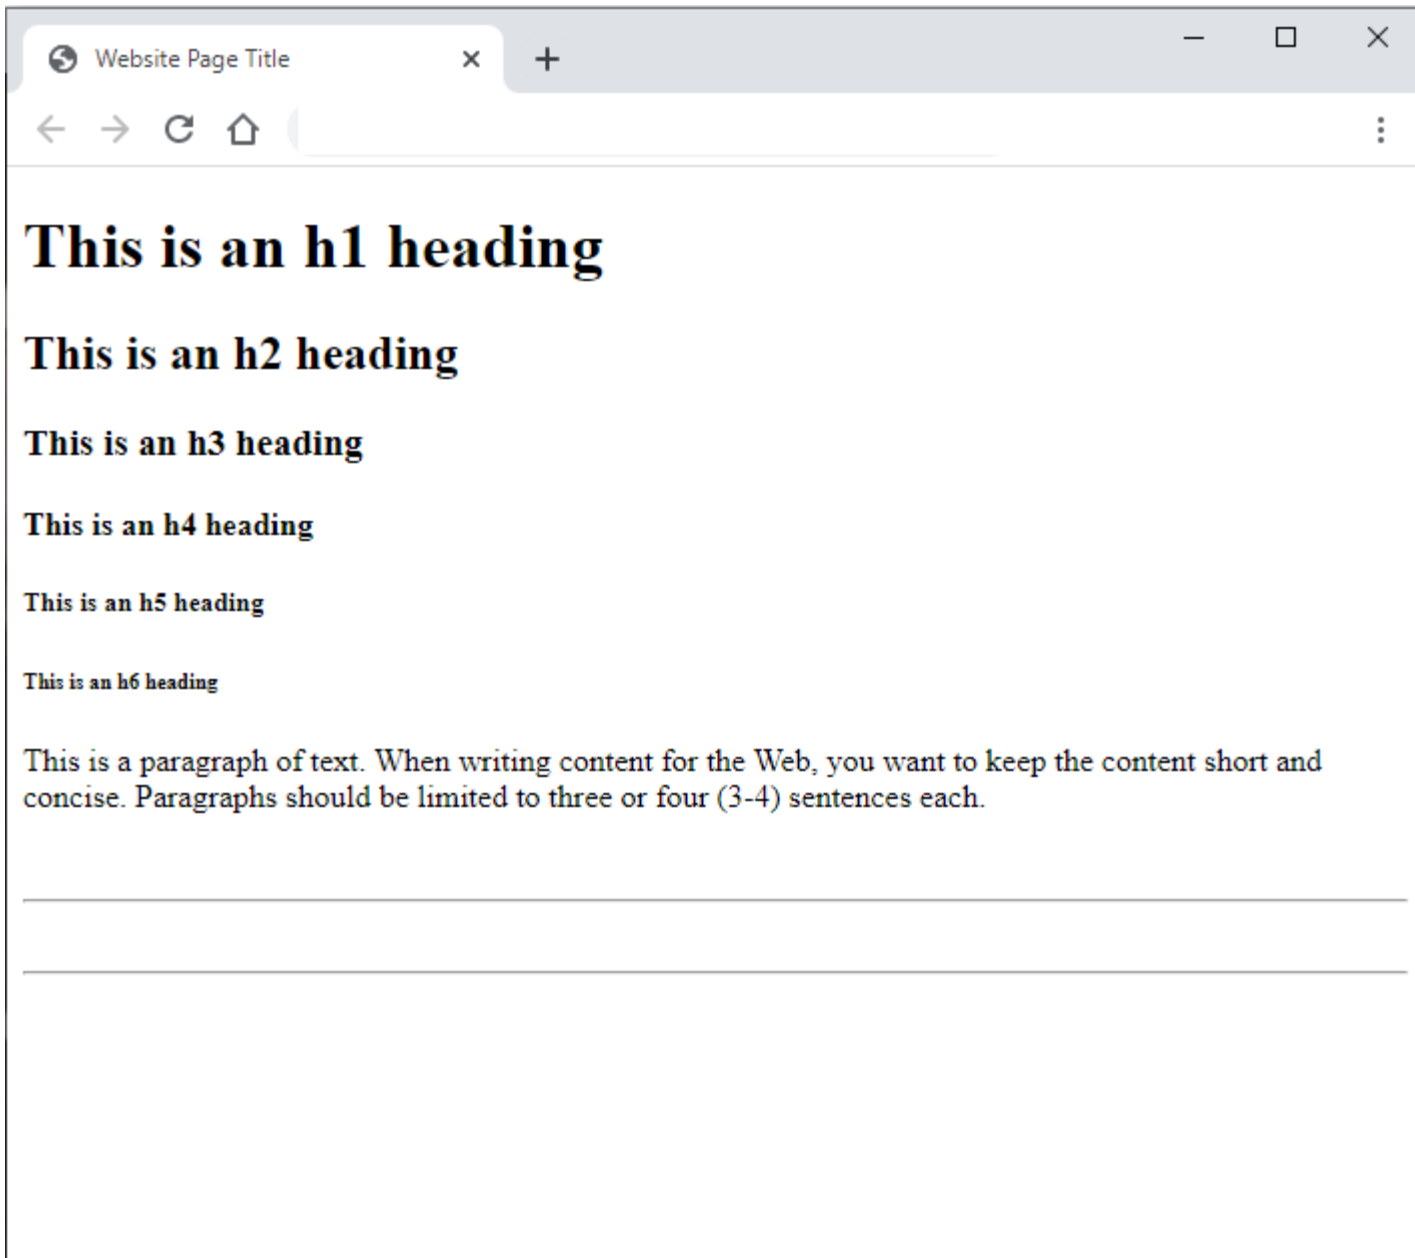 Website Page Title
This is an h1 heading
This is an h2 heading
This is an h3 heading
This is an h4 heading
This is an h5 heading
This is an h6 heading
This is a paragraph of text. When writing content for the Web, you want to keep the content short and
concise. Paragraphs should be limited to three or four (3-4) sentences each.